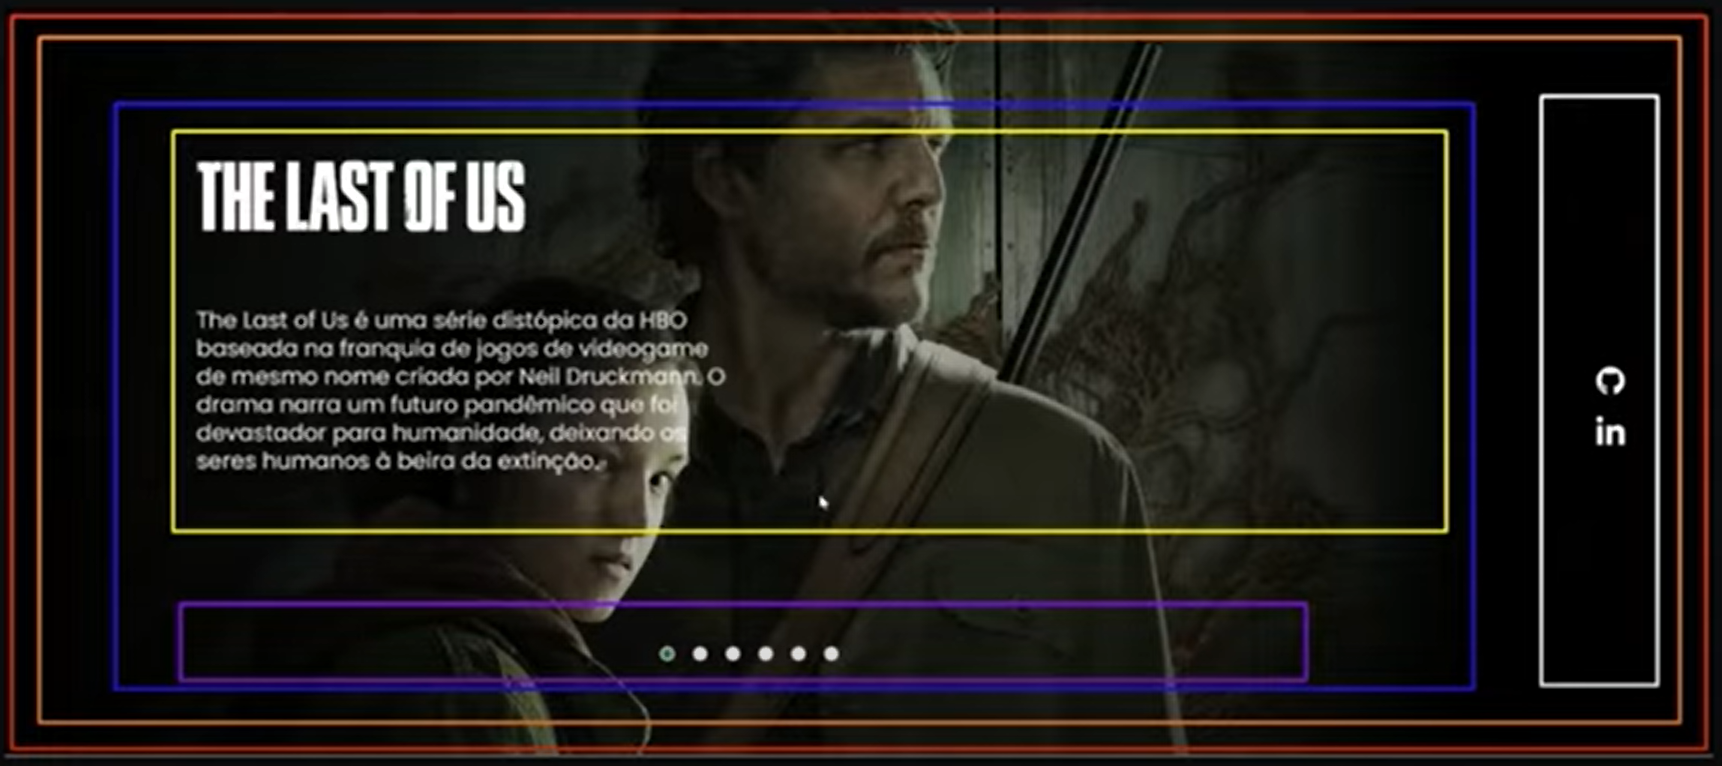 THE LAST OF US
The Last of Us é uma série distópica da HBO
baseada na franquia de jogos de videogame
de mesmo nome criada por Neil Druckmann. O
drama narra um futuro pandêmico que foi
devastador para humanidade, deixando os
seres humanos à beira da extinção.
in